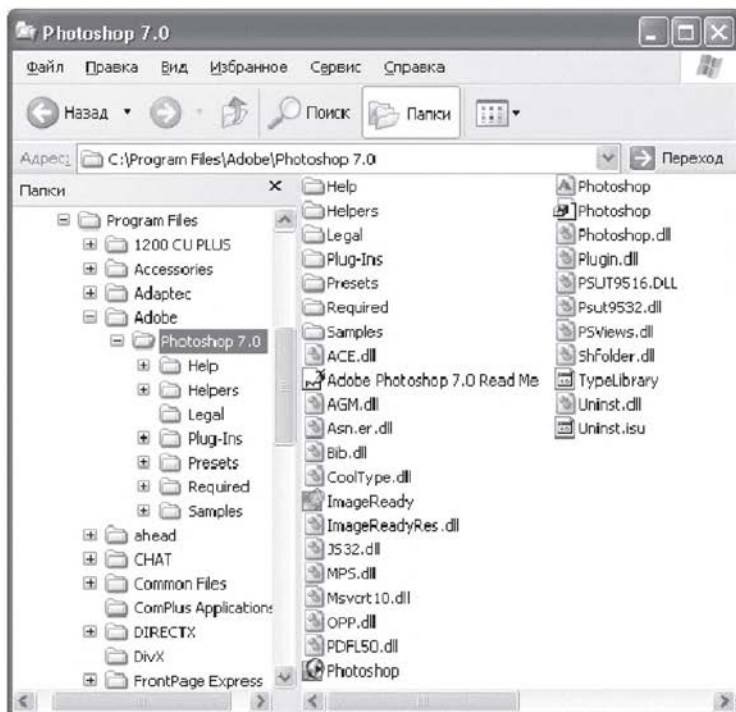 Photoshop 7.0
Файл Правка Вид Избранное Сервис Справка
Назад Поиск Папки
Адрес: C:\Program Files\Adobe\Photoshop 7.0 Переход
Папки
Program Files
1200 CU PLUS
Accessories
Adaptec
Adobe
Photoshop 7.0
Help
Helpers
Legal
Plug-Ins
Presets
Required
Samples
ahead
CHAT
Common Files
ComPlus Applications
DIRECTX
DivX
FrontPage Express
Help
Helpers
Legal
Plug-Ins
Presets
Required
Samples
ACE.dll
Adobe Photoshop 7.0 Read Me
AGM.dll
Asn.er.dll
Bib.dll
CoolType.dll
ImageReady
ImageReadyRes.dll
JS32.dll
MPS.dll
Msvcrt10.dll
OPP.dll
PDFL50.dll
Photoshop
Photoshop
Photoshop
Photoshop.dll
Plugin.dll
PSUT9516.DLL
Psut9532.dll
PSViews.dll
Shfolder.dll
TypeLibrary
Uninst.dll
Uninst.isu